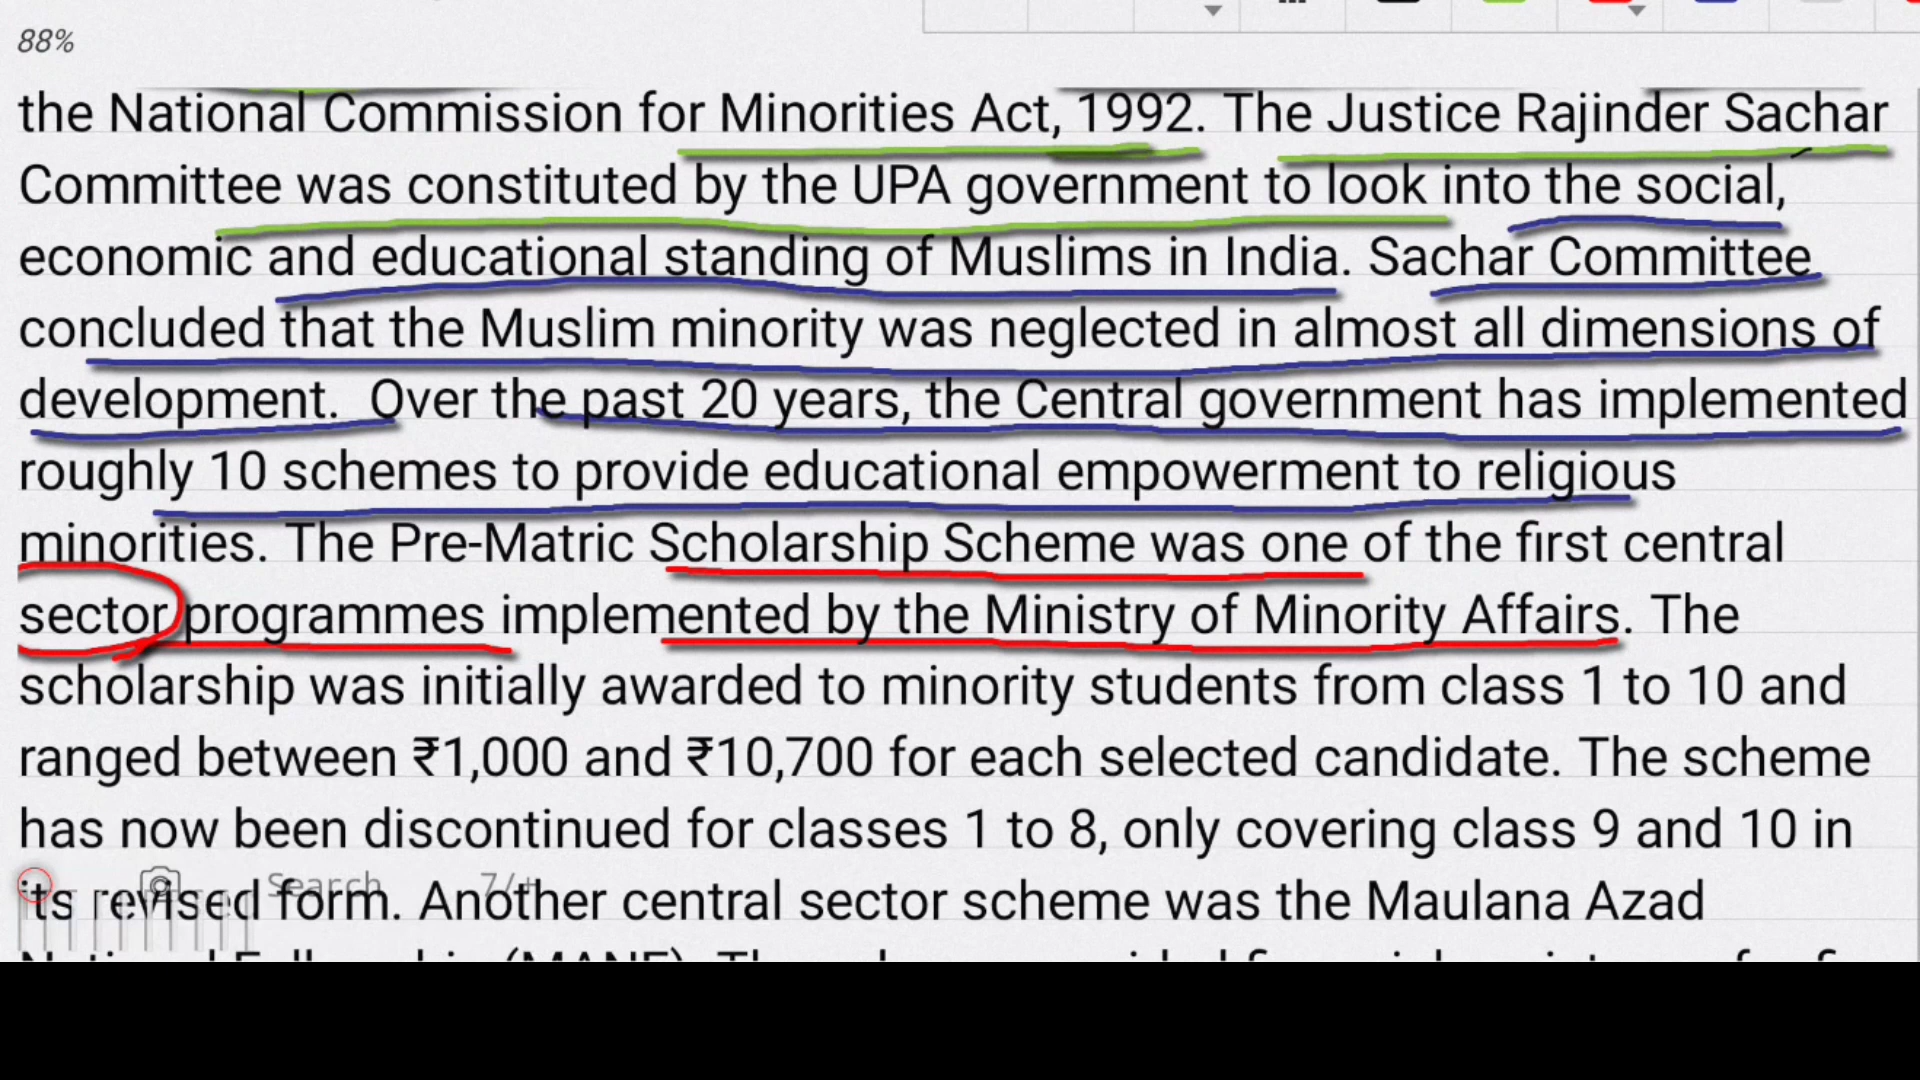 88%
the National Commission for Minorities Act, 1992. The Justice Rajinder Sachar
Committee was constituted by the UPA government to look into the social,
economic and educational standing of Muslims in India. Sachar Committee
concluded that the Muslim minority was neglected in almost all dimensions of
development. Over the past 20 years, the Central government has implemented
roughly 10 schemes to provide educational empowerment to religious
minorities. The Pre-Matric Scholarship Scheme was one of the first central
sector programmes implemented by the Ministry of Minority Affairs. The
scholarship was initially awarded to minority students from class 1 to 10 and
ranged between ₹1,000 and ₹10,700 for each selected candidate. The scheme
has now been discontinued for classes 1 to 8, only covering class 9 and 10 in
Search
its revised form. Another central sector scheme was the Maulana Azad